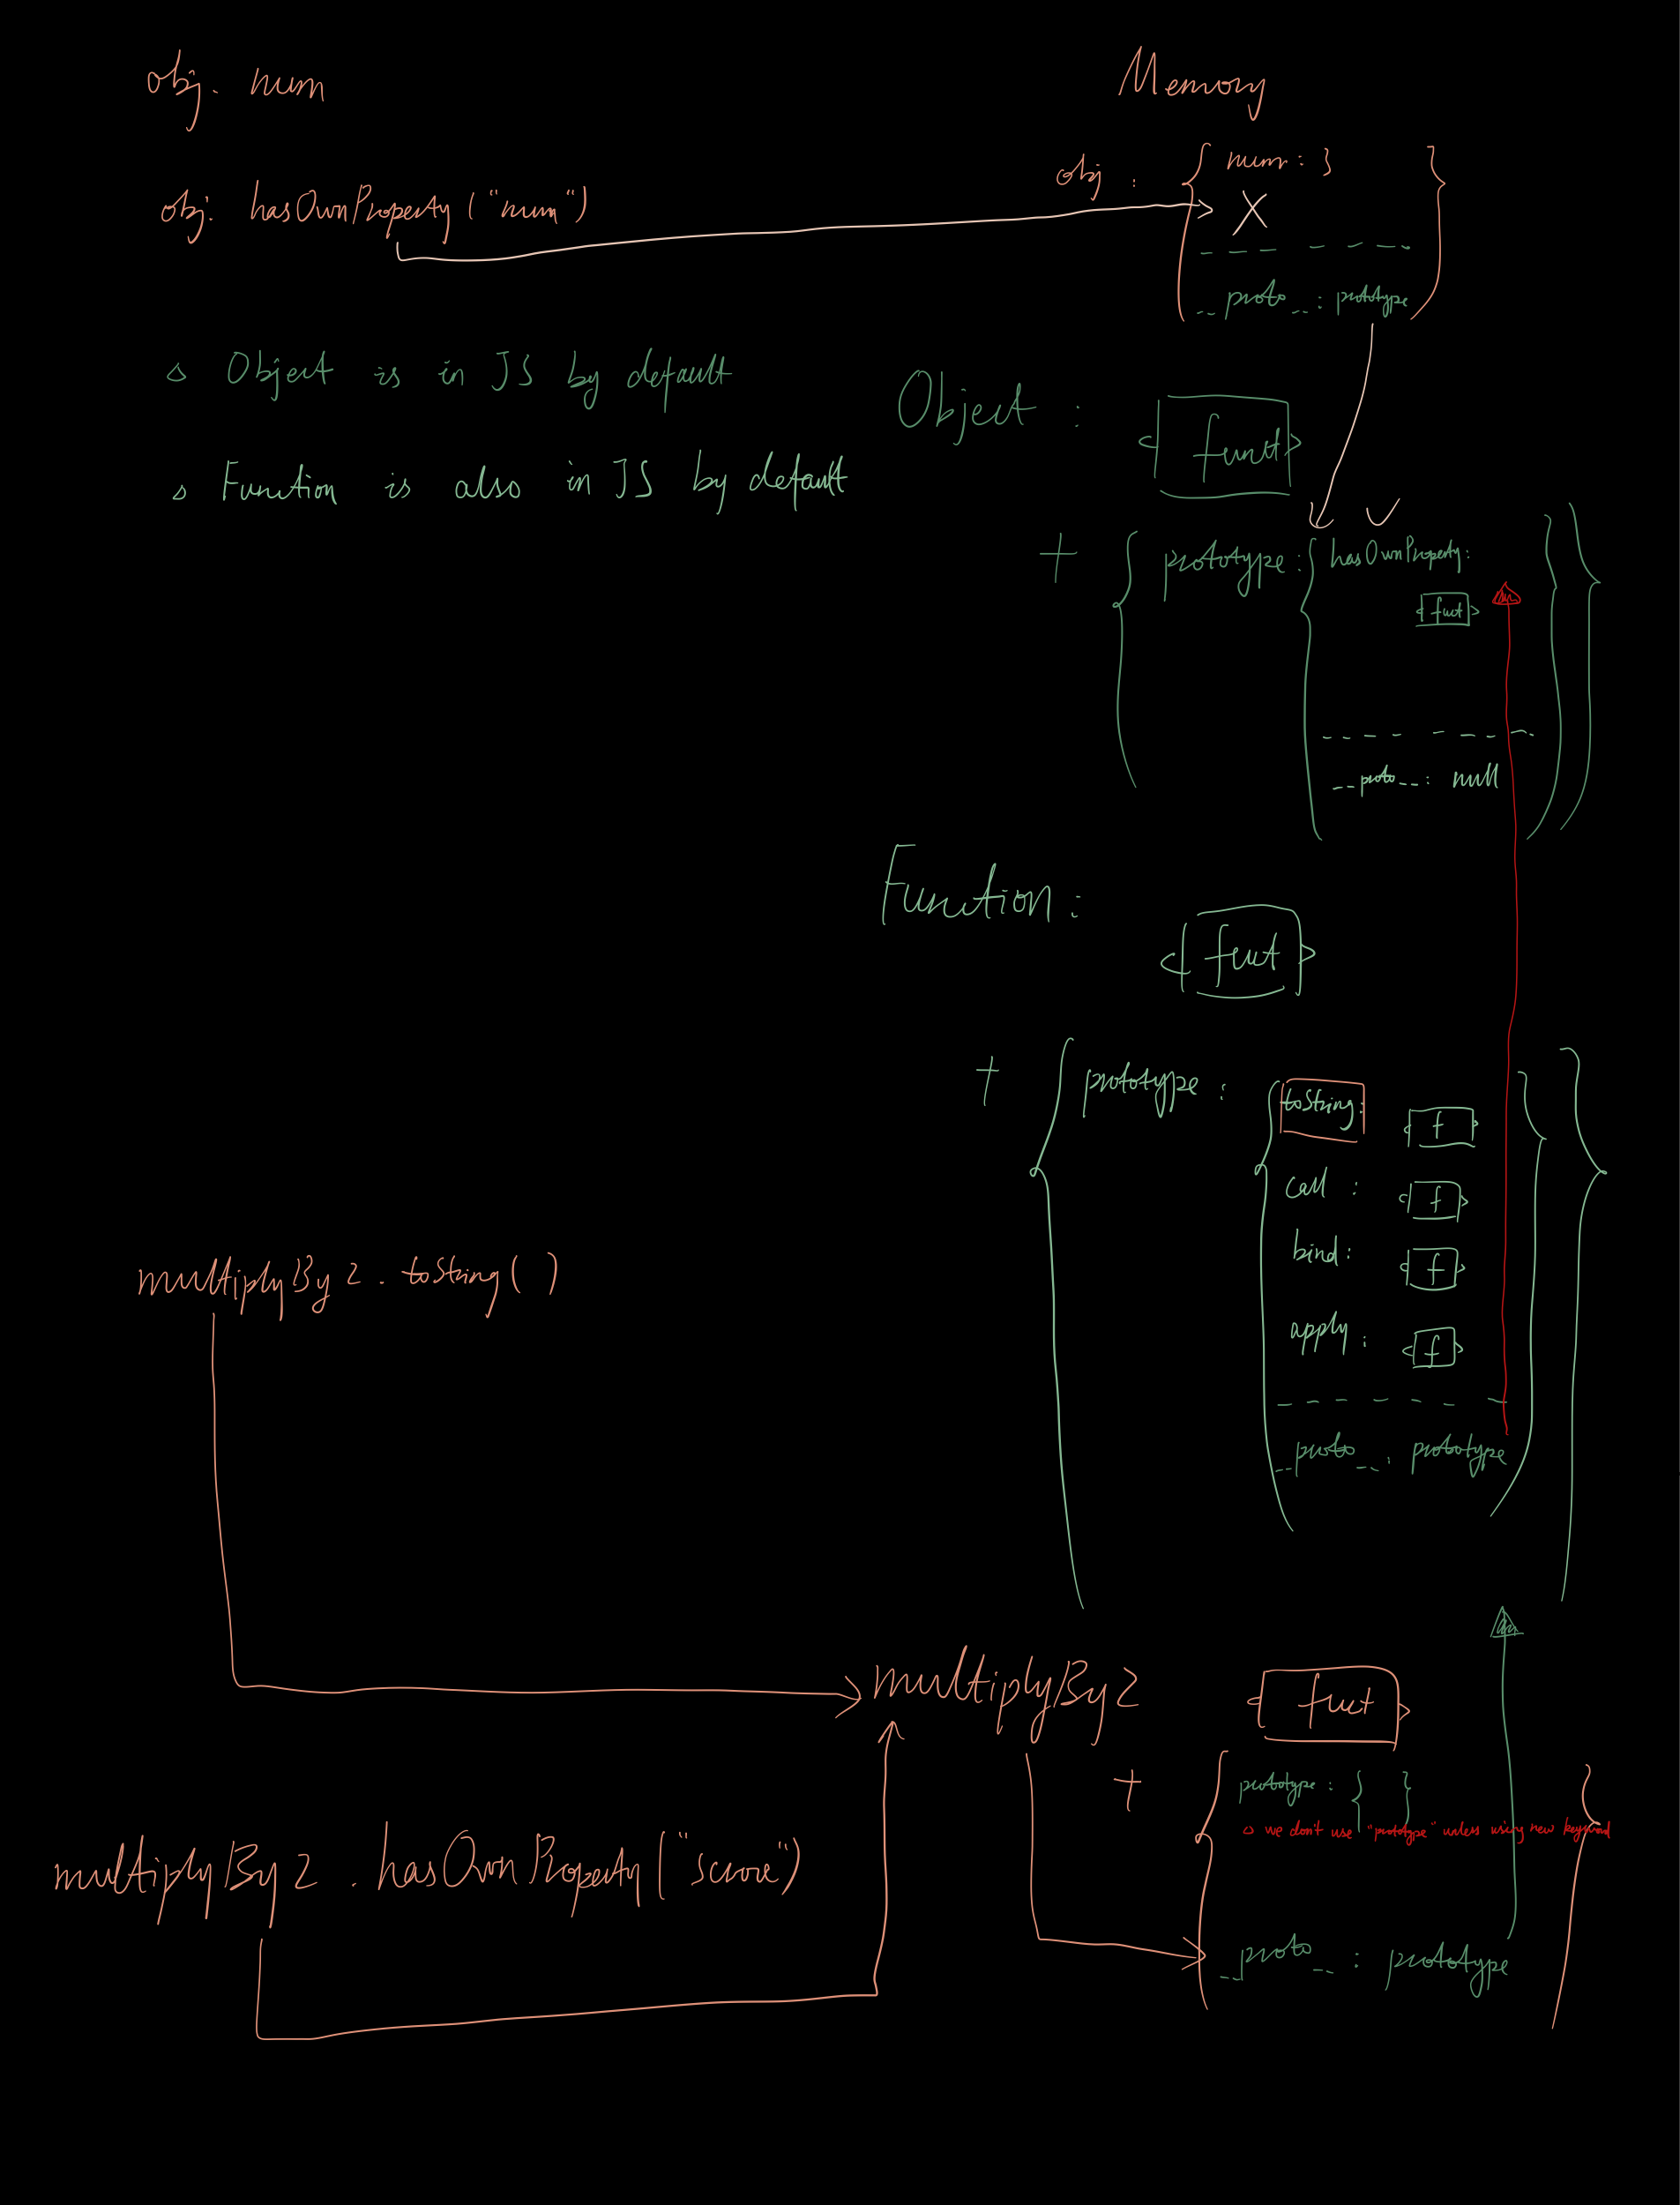 obj. num
Memory
obj. hasOwnProperty("num")
obj : { num : 3 }
X
__proto__ : prototype
Object is in JS by default
Object :
funct
Function is also in JS by default
+ { prototype : { hasOwnProperty :
funct
__proto__ : null
Function :
funct
+ { prototype : { toString :
f
call : f
bind : f
apply : f
__proto__ : prototype
multiplyBy2 . toString( )
multiplyBy2
funct
+ prototype : { }
we don't use "prototype" unless using new keyword
multiplyBy2 . hasOwnProperty("score")
__proto__ : prototype